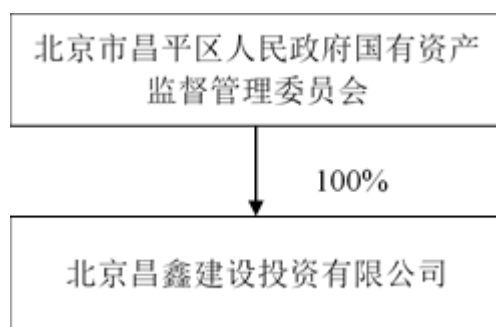 北京市昌平区人民政府国有资产
监督管理委员会
100%
北京昌鑫建设投资有限公司